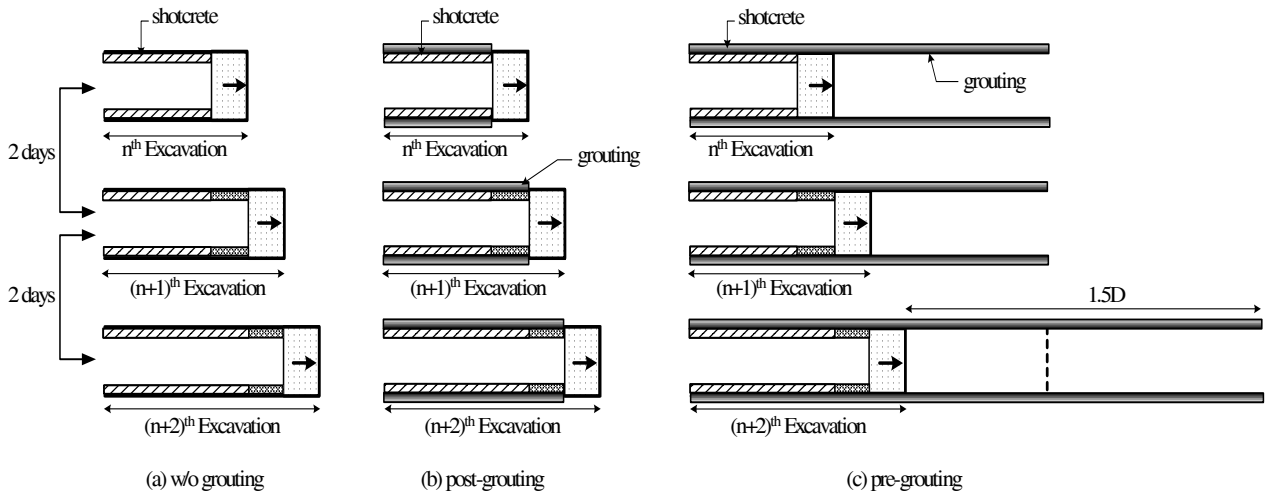 shotcrete
shotcrete
shotcrete
grouting
nth Excavation
nth Excavation
nth Excavation
2 days
grouting
(n+1)th Excavation
(n+1)th Excavation
(n+1)th Excavation
2 days
1.5D
(n+2)th Excavation
(n+2)th Excavation
(n+2)th Excavation
(a) w/o grouting
(b) post-grouting
(c) pre-grouting